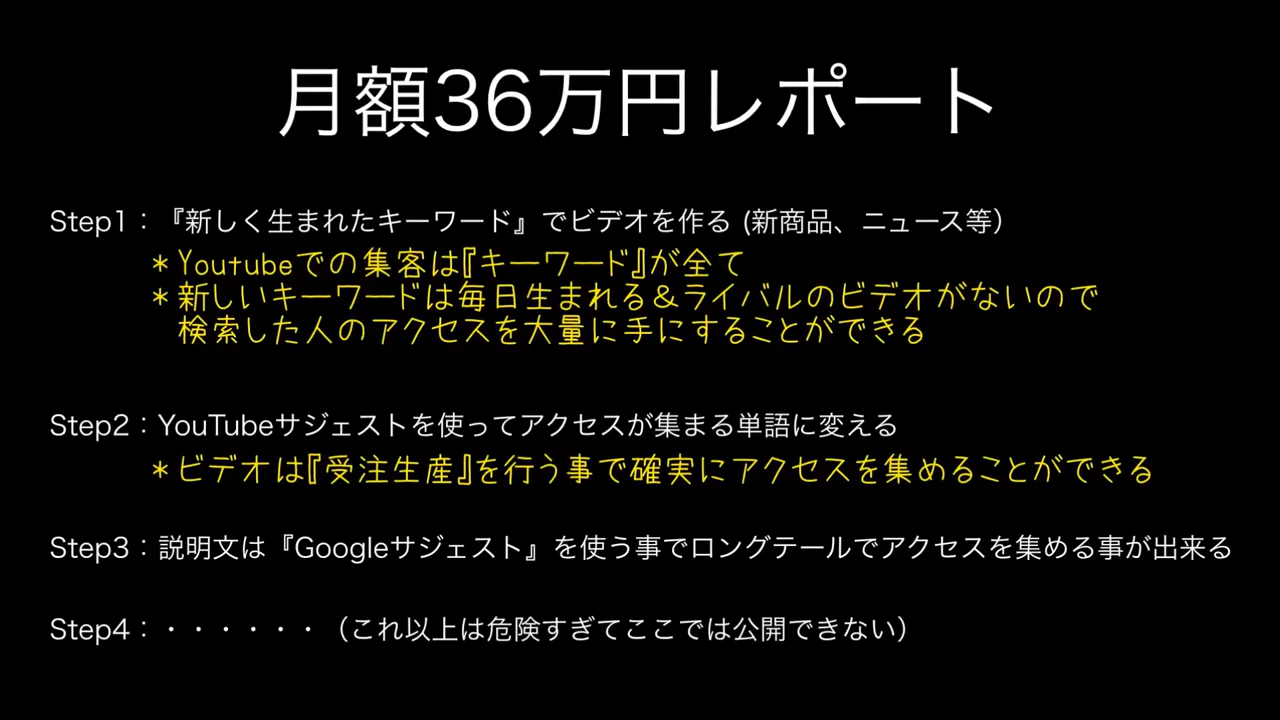 月額36万円レポート
Step1：『新しく生まれたキーワード』でビデオを作る (新商品、ニュース等）
＊Youtubeでの集客は『キーワード』が全て
＊新しいキーワードは毎日生まれる＆ライバルのビデオがないので
検索した人のアクセスを大量に手にすることができる
Step2：YouTubeサジェストを使ってアクセスが集まる単語に変える
＊ビデオは『受注生産』を行う事で確実にアクセスを集めることができる
Step3：説明文は『Googleサジェスト』を使う事でロングテールでアクセスを集める事が出来る
Step4：・・・・・・（これ以上は危険すぎてここでは公開できない）